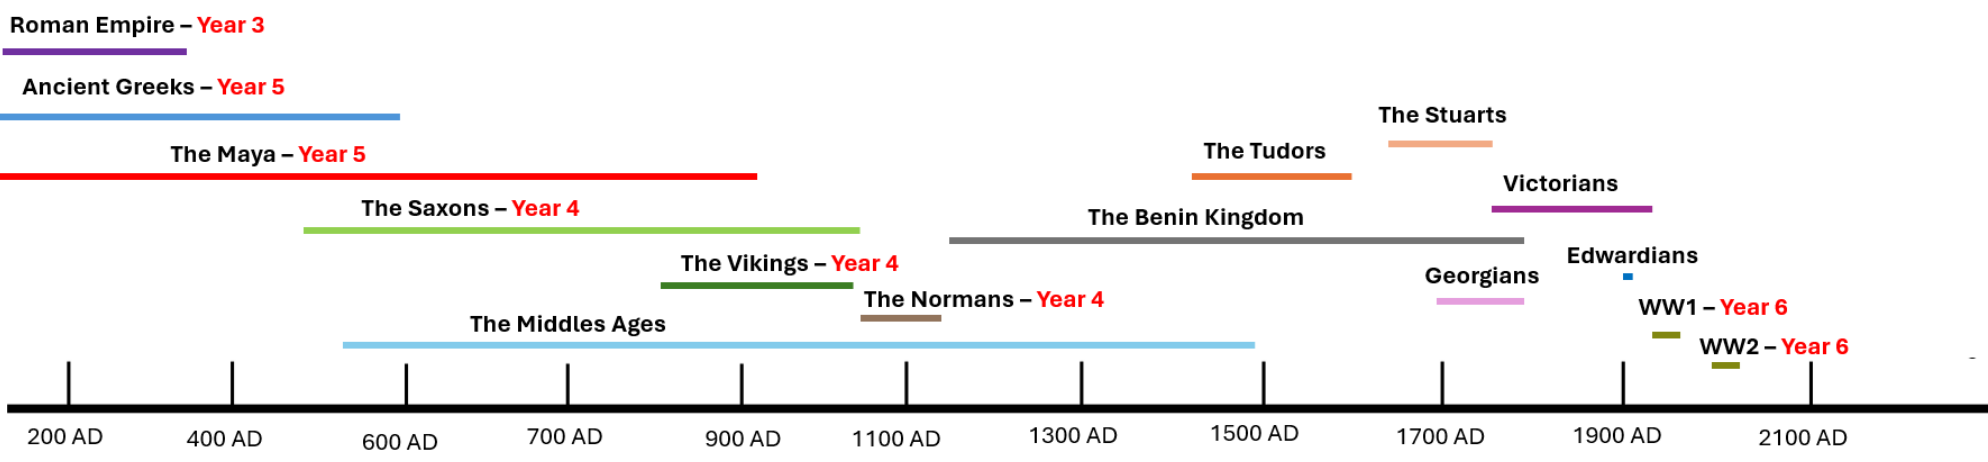 Roman Empire – Year 3
Ancient Greeks – Year 5
The Maya – Year 5
The Saxons – Year 4
The Vikings – Year 4
The Normans – Year 4
The Middles Ages
The Stuarts
The Tudors
Victorians
The Benin Kingdom
Edwardians
Georgians
WW1 – Year 6
WW2 – Year 6
200 AD
400 AD
600 AD
700 AD
900 AD
1100 AD
1300 AD
1500 AD
1700 AD
1900 AD
2100 AD